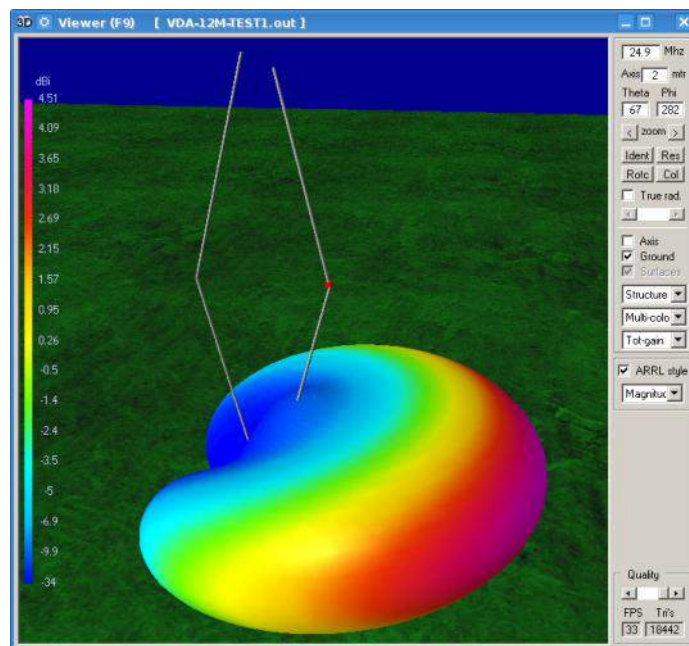 3D Viewer (F9) [ VDA-12M-TEST1.out ]
dBi
4.51
4.09
3.65
3.18
2.69
2.15
1.57
0.95
0.26
-0.5
-1.4
-2.4
-3.5
-5
-6.9
-9.9
-34
24.9 Mhz
Axis 2 mtr
Theta Phi
67 282
< zoom >
Ident Res
Rotc Col
True rad.
Axis
Ground
Surfaces
Structure
Multi-colo
Tot-gain
ARRL style
Magnituc
Quality
FPS Tri's
33 18442